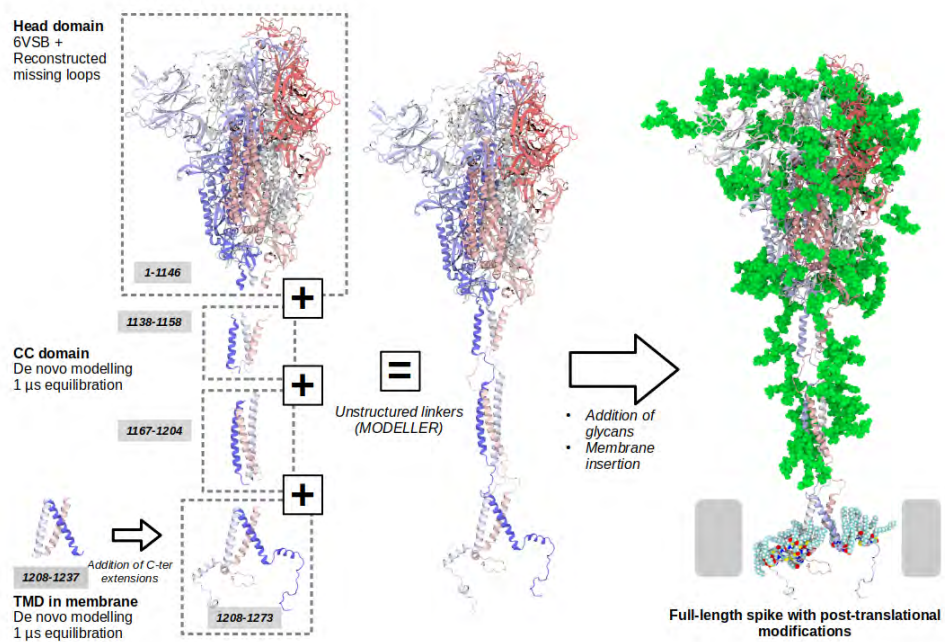 Head domain
6VSB +
Reconstructed
missing loops
1-1146
+
1138-1158
CC domain
De novo modelling
1 µs equilibration
+
1167-1204
+
1208-1237
TMD in membrane
De novo modelling
1 µs equilibration
Addition of C-ter
extensions
1208-1273
=
Unstructured linkers
(MODELLER)
• Addition of
glycans
• Membrane
insertion
Full-length spike with post-translational
modifications